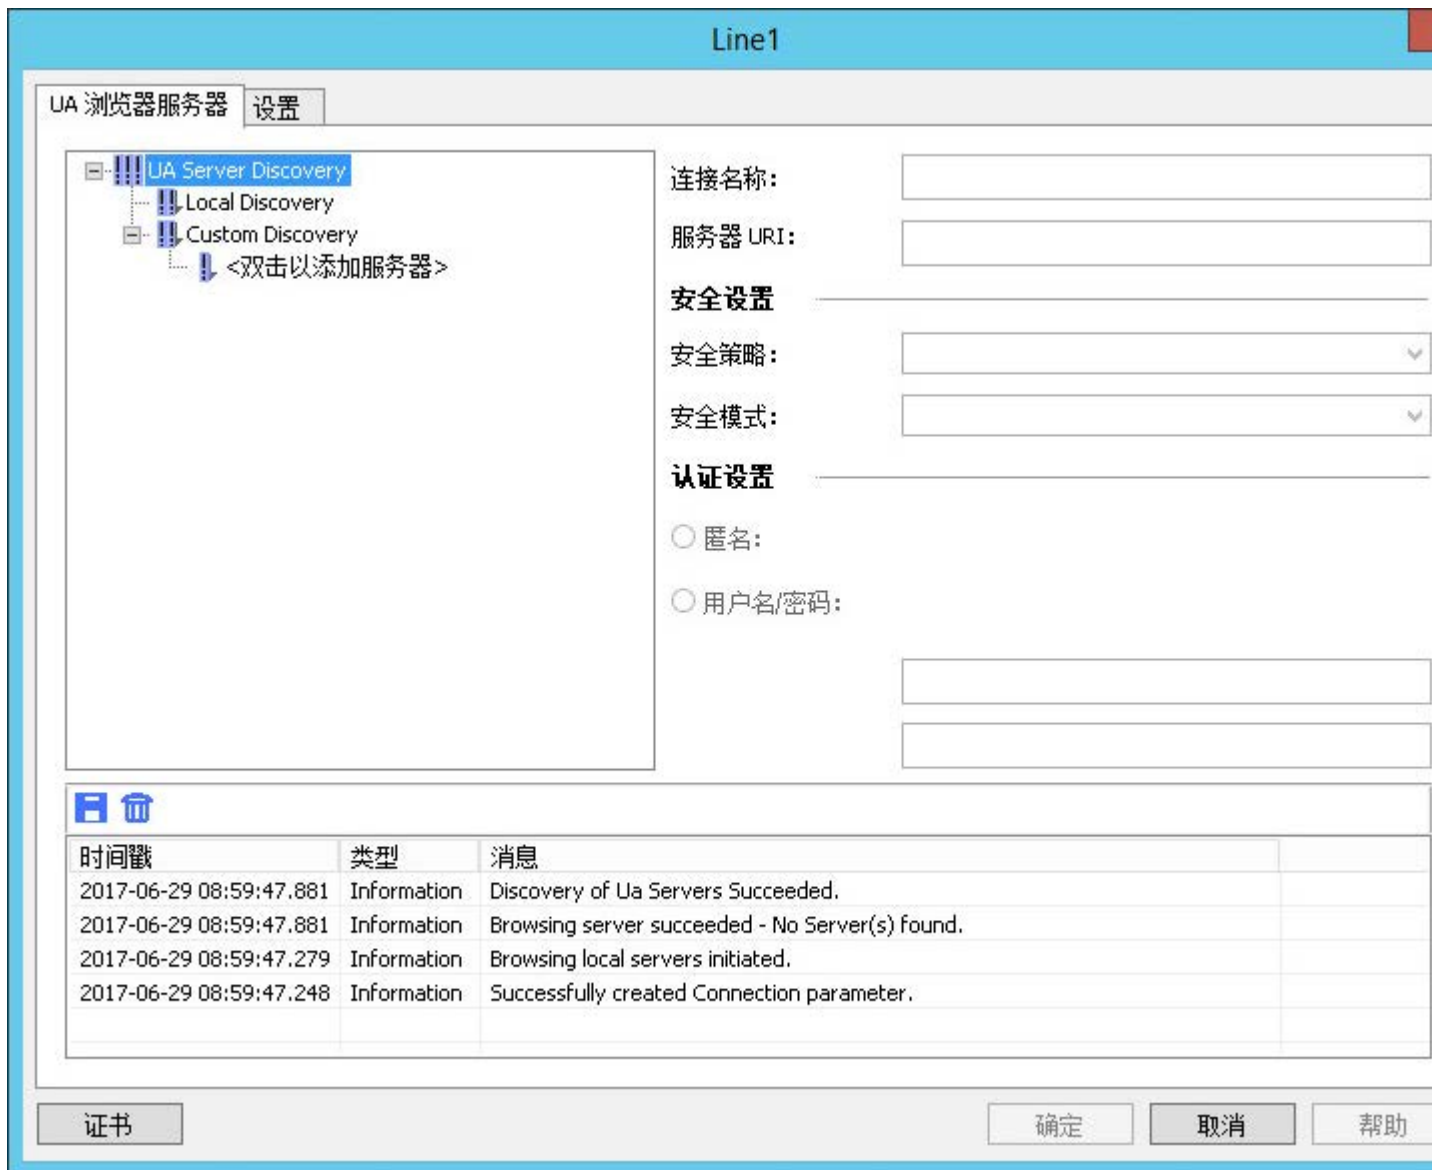 Line1
UA 浏览器服务器
设置
UA Server Discovery
Local Discovery
Custom Discovery
<双击以添加服务器>
连接名称：
服务器 URI：
安全设置
安全策略：
安全模式：
认证设置
匿名：
用户名/密码：
时间戳 类型 消息
2017-06-29 08:59:47.881 Information Discovery of Ua Servers Succeeded.
2017-06-29 08:59:47.881 Information Browsing server succeeded - No Server(s) found.
2017-06-29 08:59:47.279 Information Browsing local servers initiated.
2017-06-29 08:59:47.248 Information Successfully created Connection parameter.
证书 确定 取消 帮助